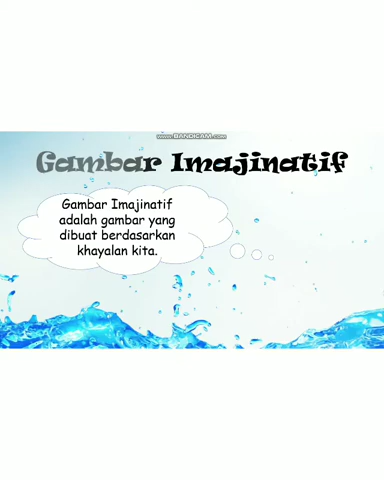 www.BANDICAM.com
Gambar Imajinatif
Gambar Imajinatif
adalah gambar yang
dibuat berdasarkan
khayalan kita.